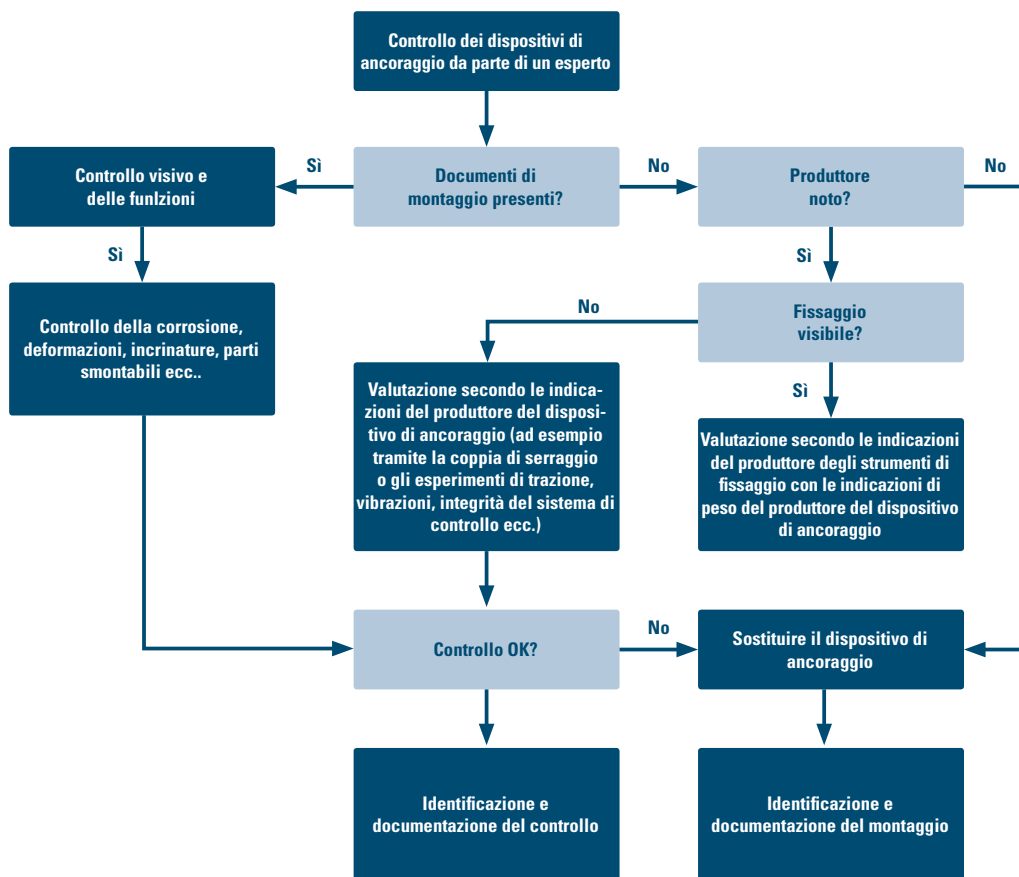 Controllo dei dispositivi di
ancoraggio da parte di un esperto
Sì
No
No
Controllo visivo e
delle funlzioni
Documenti di
montaggio presenti?
Produttore
noto?
Sì
Sì
Controllo della corrosione,
deformazioni, incrinature, parti
smontabili ecc..
No
Fissaggio
visibile?
Sì
Valutazione secondo le indica-
zioni del produttore del disposi-
tivo di ancoraggio (ad esempio
tramite la coppia di serraggio
o gli esperimenti di trazione,
vibrazioni, integrità del sistema di
controllo ecc.)
Valutazione secondo le indicazioni
del produttore degli strumenti di
fissaggio con le indicazioni di
peso del produttore del dispositivo
di ancoraggio
Controllo OK?
No
Sostituire il dispositivo di
ancoraggio
Identificazione e
documentazione del controllo
Identificazione e
documentazione del montaggio